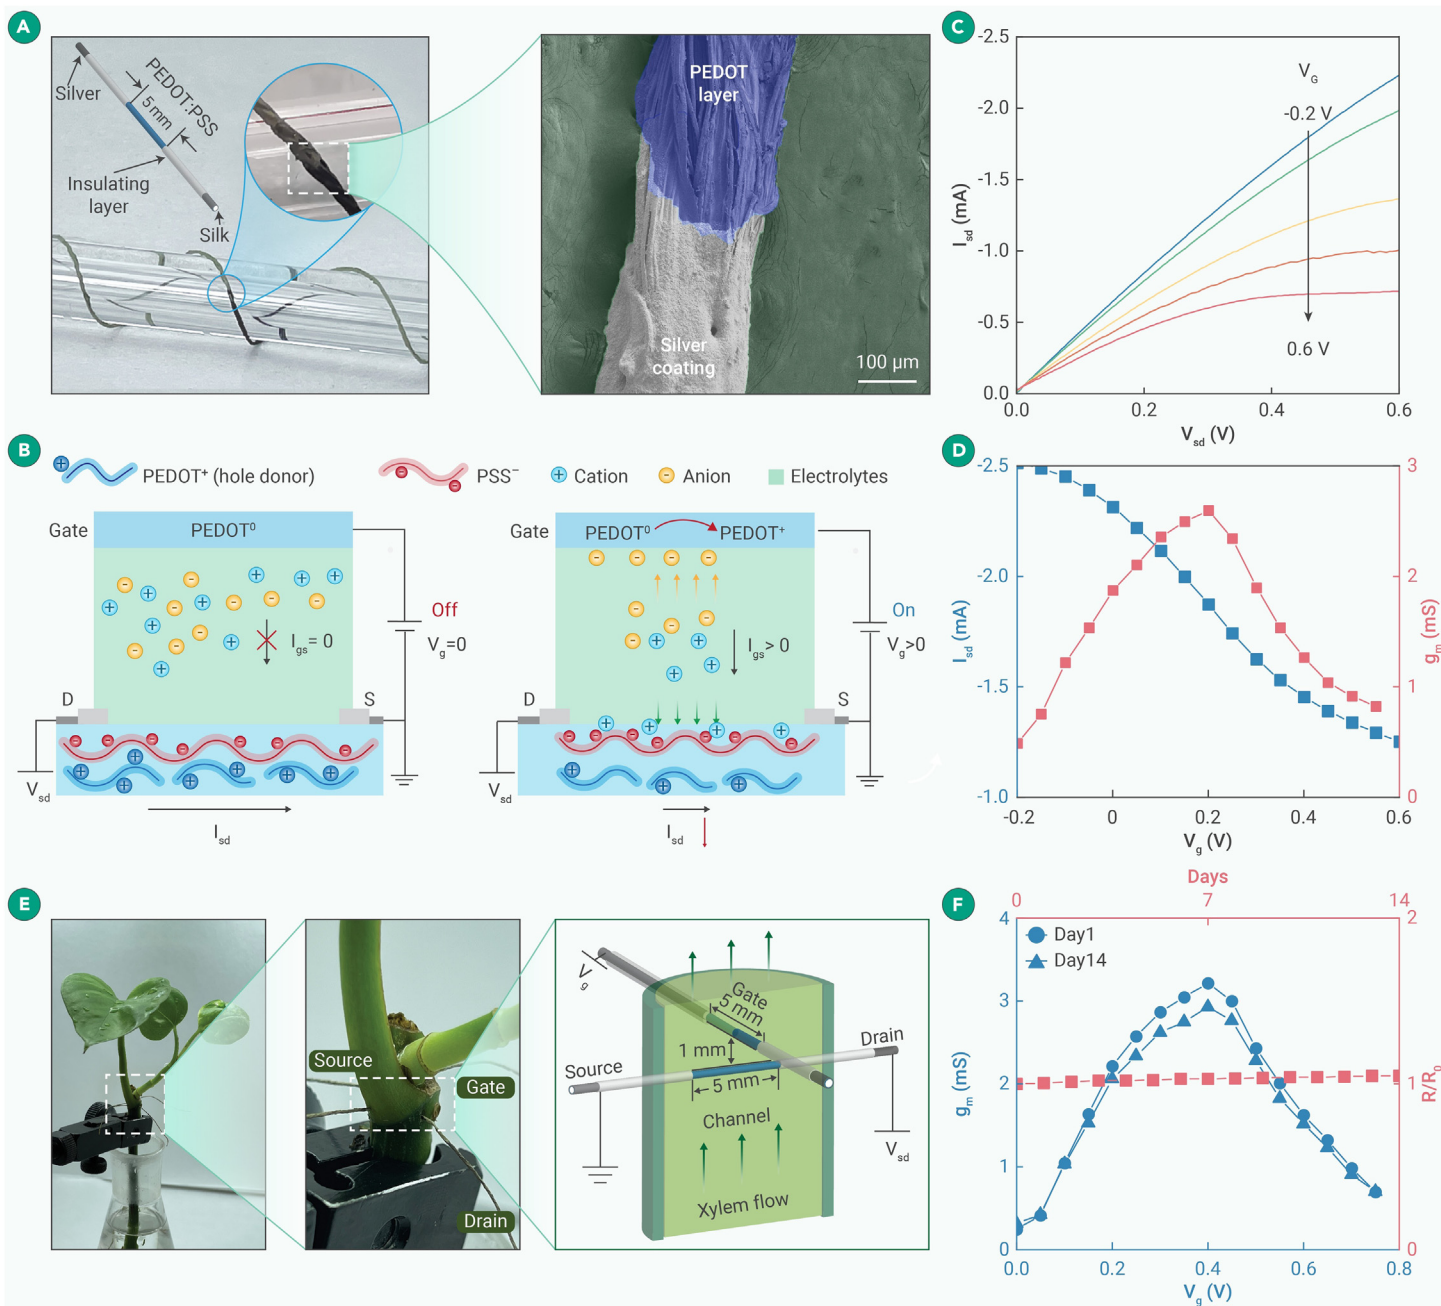 A
Silver
PEDOT:PSS
5 mm
Insulating
layer
Silk
PEDOT
layer
Silver
coating
100 µm
C
-2.5
-2.0
-1.5
-1.0
-0.5
0.0
I_sd (mA)
V_G
-0.2 V
0.6 V
0.0 0.2 0.4 0.6
V_sd (V)
B
PEDOT⁺ (hole donor)
PSS⁻
Cation
Anion
Electrolytes
Gate
PEDOT⁰
Off
V_g=0
I_gs= 0
D
S
V_sd
I_sd
Gate
PEDOT⁰
PEDOT⁺
On
V_g>0
I_gs> 0
D
S
V_sd
I_sd
D
-2.5
-2.0
-1.5
-1.0
I_sd (mA)
3
2
1
0
g_m (mS)
-0.2 0 0.2 0.4 0.6
V_g (V)
E
Source
Gate
Drain
V_g
Gate
5 mm
1 mm
Source
Drain
5 mm
Channel
V_sd
Xylem flow
F
Days
0 7 14
4
3
2
1
0
g_m (mS)
Day1
Day14
2
1
0
R/R₀
0.0 0.2 0.4 0.6 0.8
V_g (V)